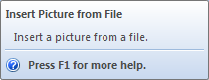 Insert Picture from File
Insert a picture from a file.
Press F1 for more help.